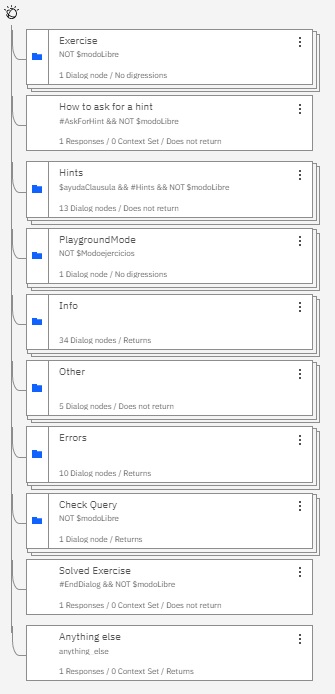 Exercise
NOT $modoLibre
1 Dialog node / No digressions
How to ask for a hint
#AskForHint && NOT $modoLibre
1 Responses / 0 Context Set / Does not return
Hints
$ayudaClausula && #Hints && NOT $modoLibre
13 Dialog nodes / Does not return
PlaygroundMode
NOT $Modoejercicios
1 Dialog node / No digressions
Info
34 Dialog nodes / Returns
Other
5 Dialog nodes / Does not return
Errors
10 Dialog nodes / Returns
Check Query
NOT $modoLibre
1 Dialog node / Returns
Solved Exercise
#EndDialog && NOT $modoLibre
1 Responses / 0 Context Set / Does not return
Anything else
anything_else
1 Responses / 0 Context Set / Returns